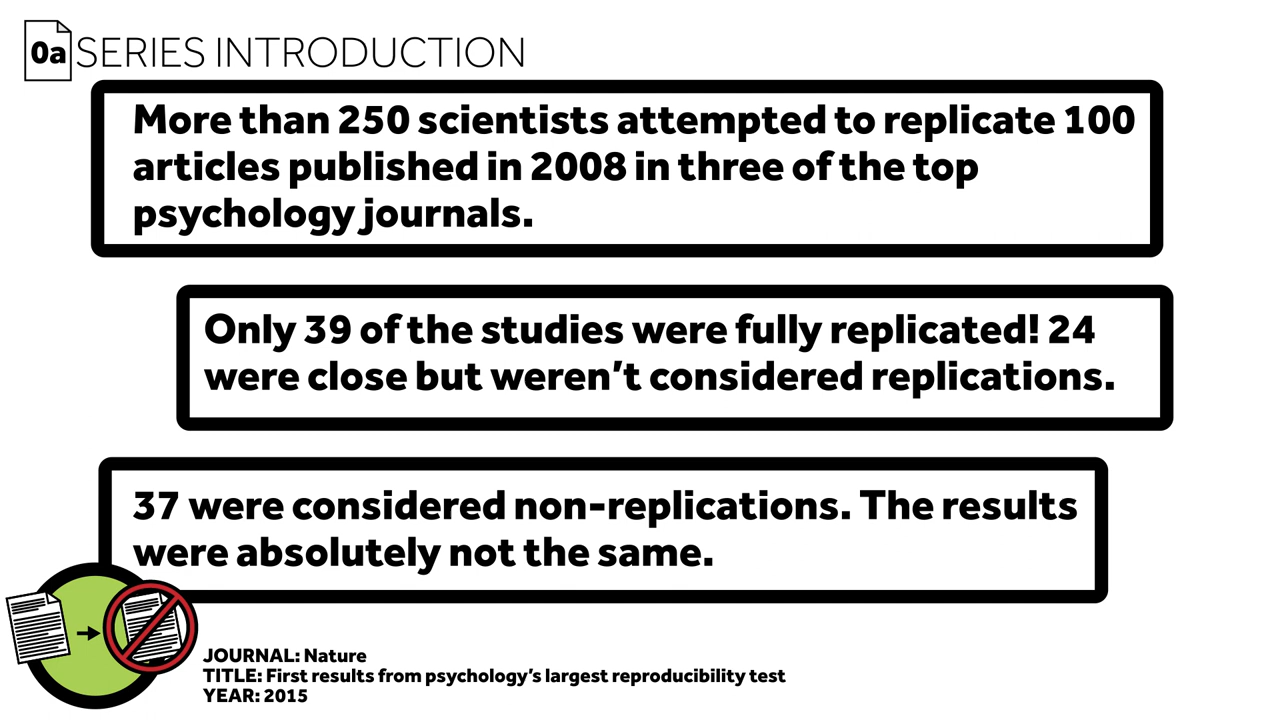 0a SERIES INTRODUCTION
More than 250 scientists attempted to replicate 100
articles published in 2008 in three of the top
psychology journals.
Only 39 of the studies were fully replicated! 24
were close but weren't considered replications.
37 were considered non-replications. The results
were absolutely not the same.
JOURNAL: Nature
TITLE: First results from psychology's largest reproducibility test
YEAR: 2015